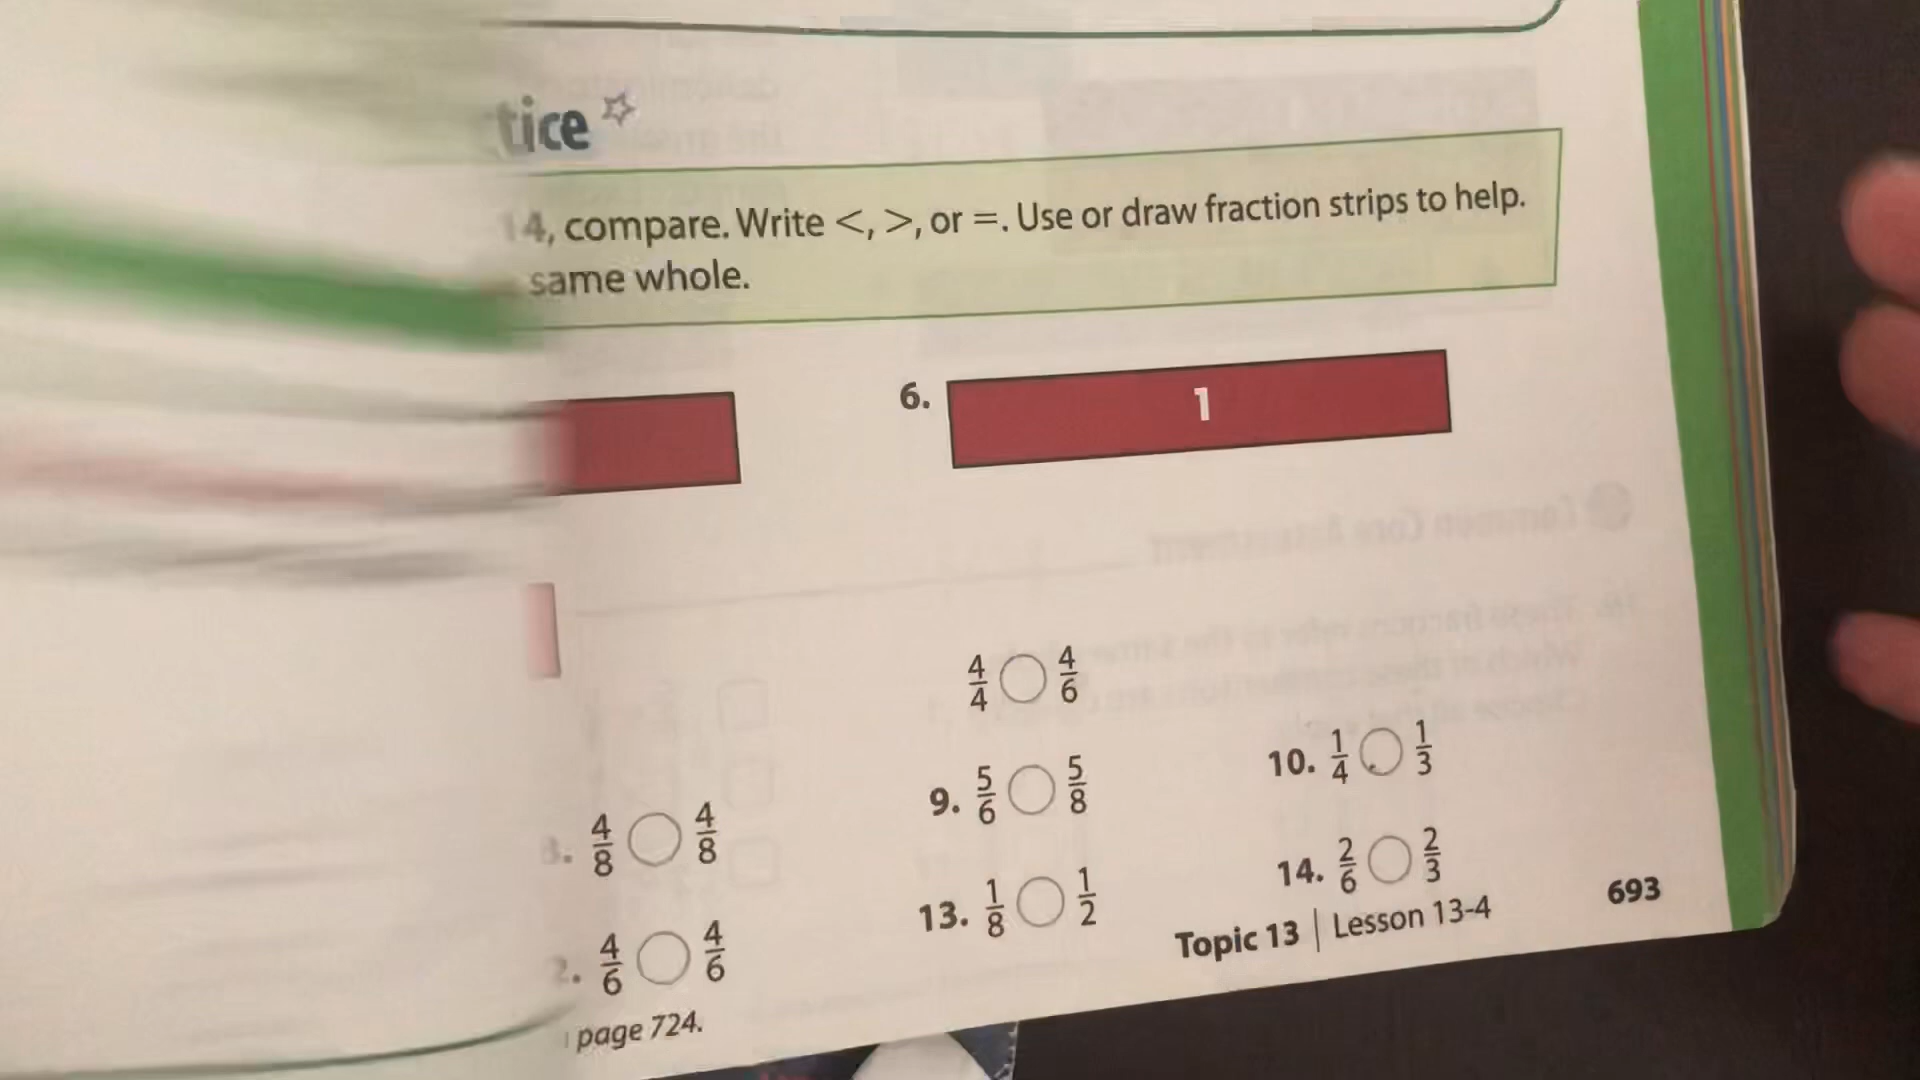 tice
14, compare. Write <, >, or =. Use or draw fraction strips to help.
same whole.
6.
1
4/4 ○ 4/6
4/8 ○ 4/8
9. 5/6 ○ 5/8
10. 1/4 ○ 1/3
2. 4/6 ○ 4/6
13. 1/8 ○ 1/2
14. 2/6 ○ 2/3
page 724.
Topic 13 | Lesson 13-4
693